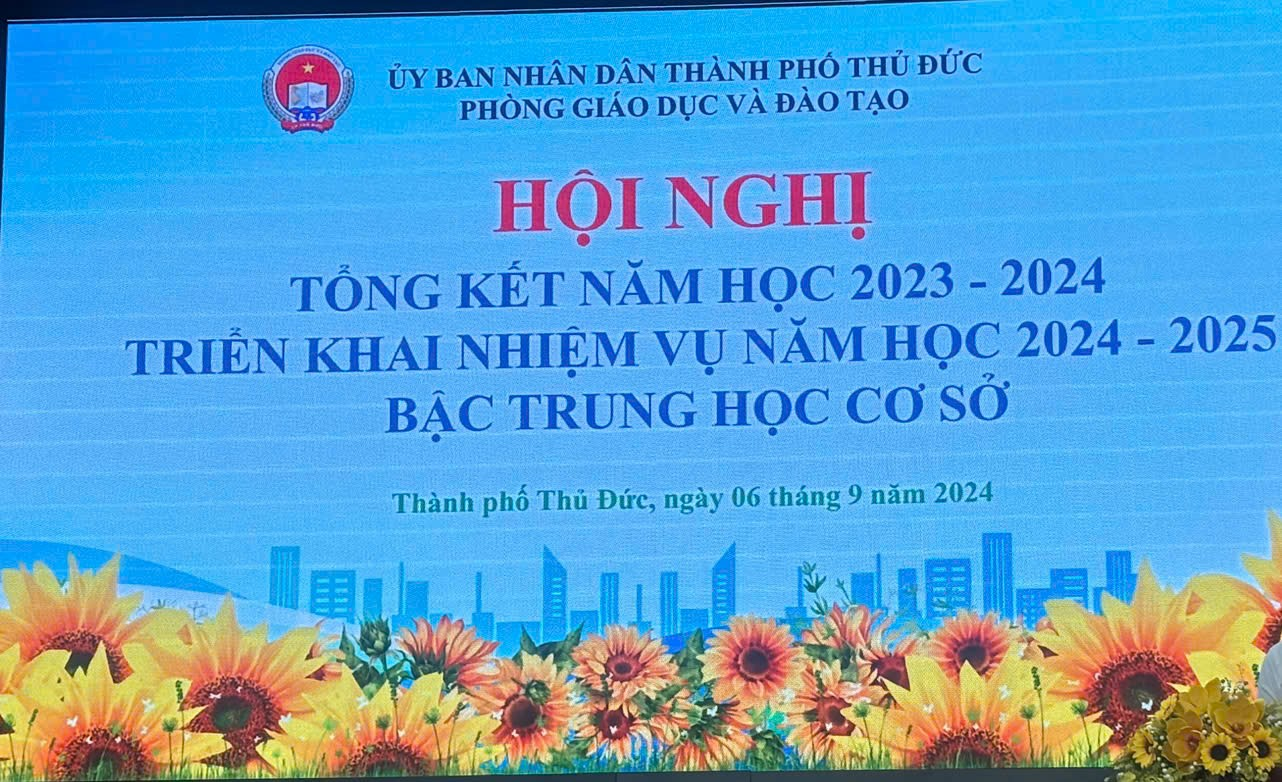 ỦY BAN NHÂN DÂN THÀNH PHỐ THỦ ĐỨC
PHÒNG GIÁO DỤC VÀ ĐÀO TẠO
HỘI NGHỊ
TỔNG KẾT NĂM HỌC 2023 - 2024
TRIỂN KHAI NHIỆM VỤ NĂM HỌC 2024 - 2025
BẬC TRUNG HỌC CƠ SỞ
Thành phố Thủ Đức, ngày 06 tháng 9 năm 2024